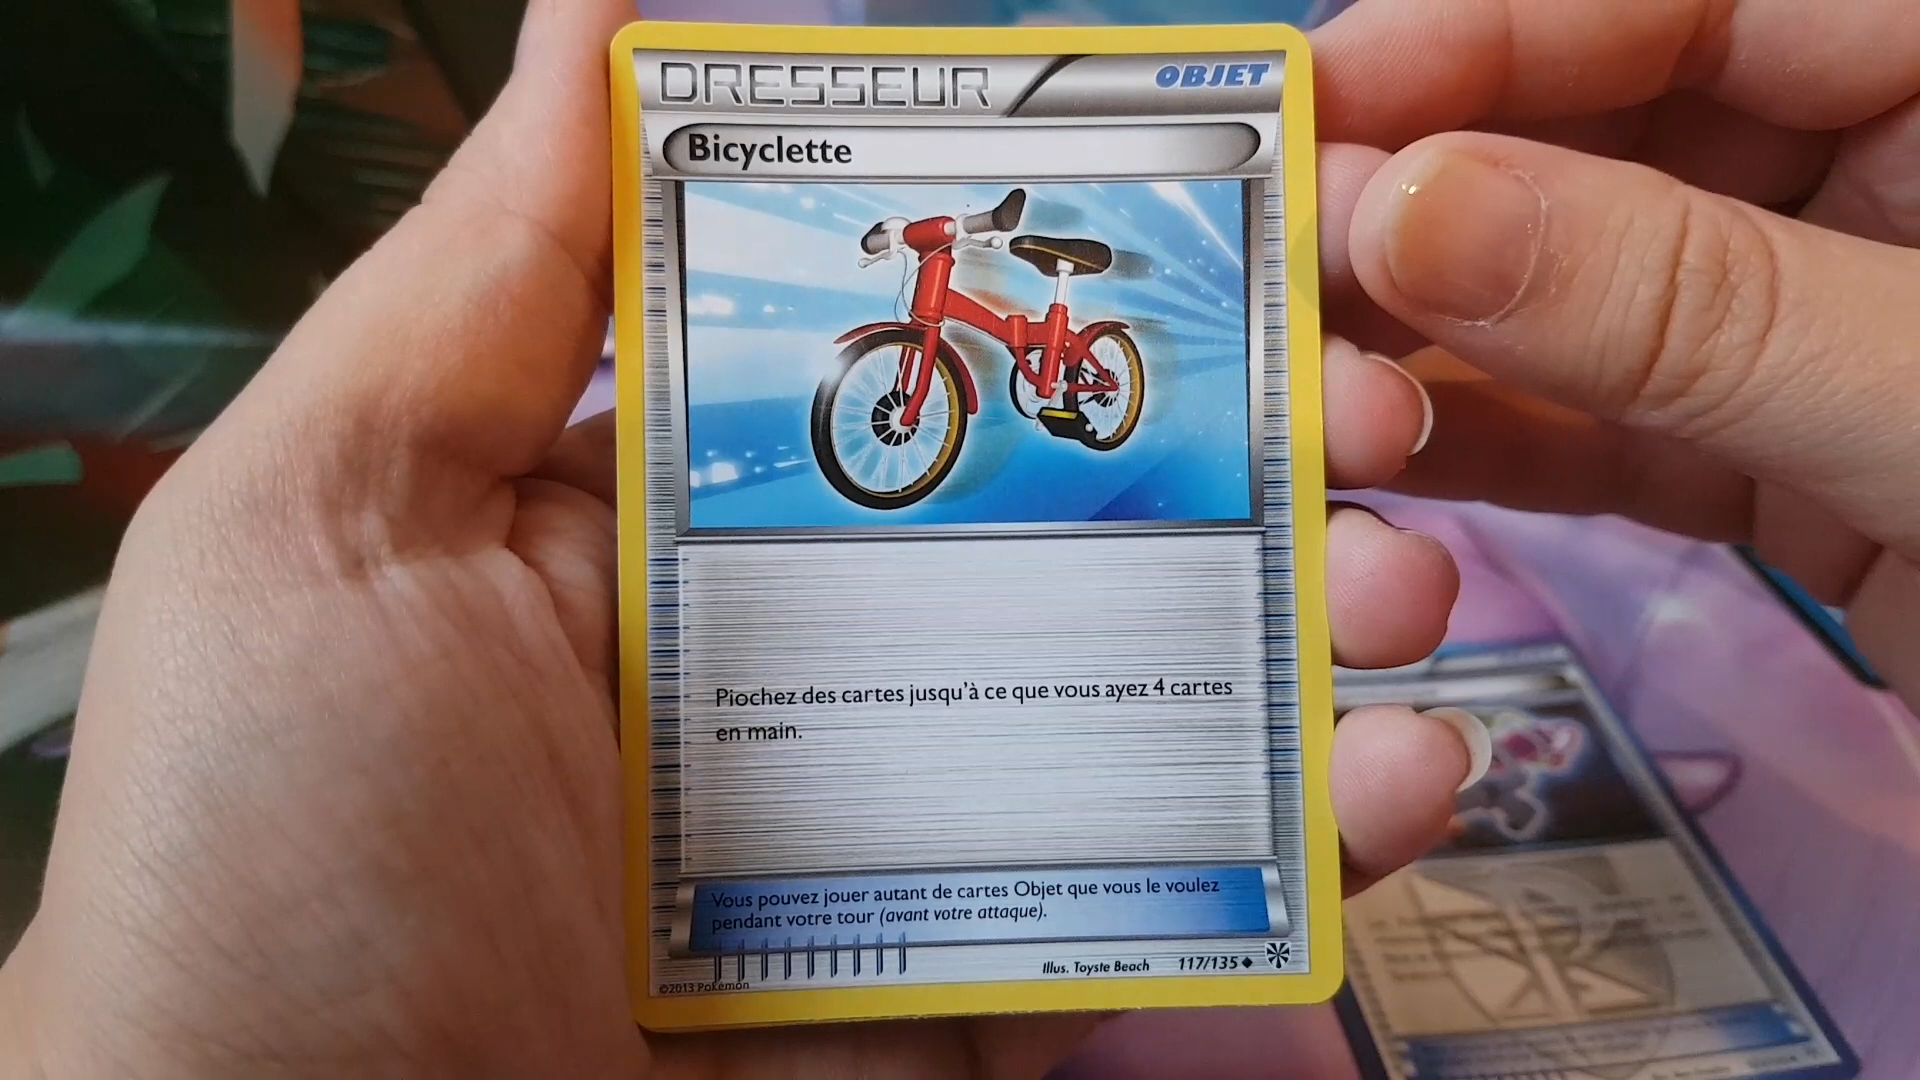 DRESSEUR OBJET
Bicyclette
Piochez des cartes jusqu'à ce que vous ayez 4 cartes
en main.
Vous pouvez jouer autant de cartes Objet que vous le voulez
pendant votre tour (avant votre attaque).
Illus. Toyste Beach 117/135
©2013 Pokémon